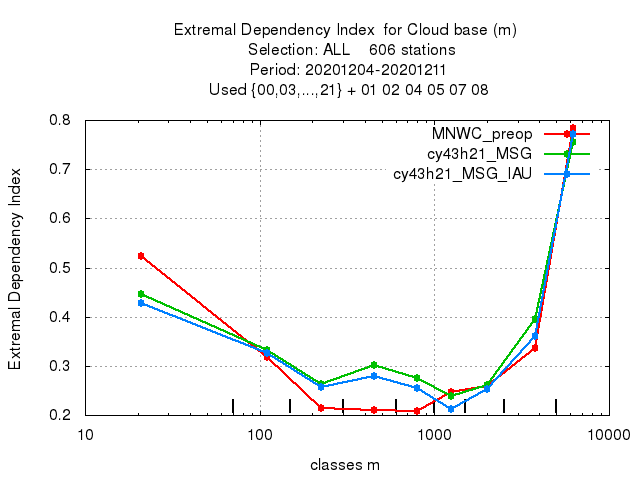 Extremal Dependency Index  for Cloud base (m)
Selection: ALL    606 stations
Period: 20201204-20201211
Used {00,03,...,21} + 01 02 04 05 07 08
MNWC_preop
cy43h21_MSG
cy43h21_MSG_IAU
Extremal Dependency Index
0.8
0.7
0.6
0.5
0.4
0.3
0.2
10 100 1000 10000
classes m